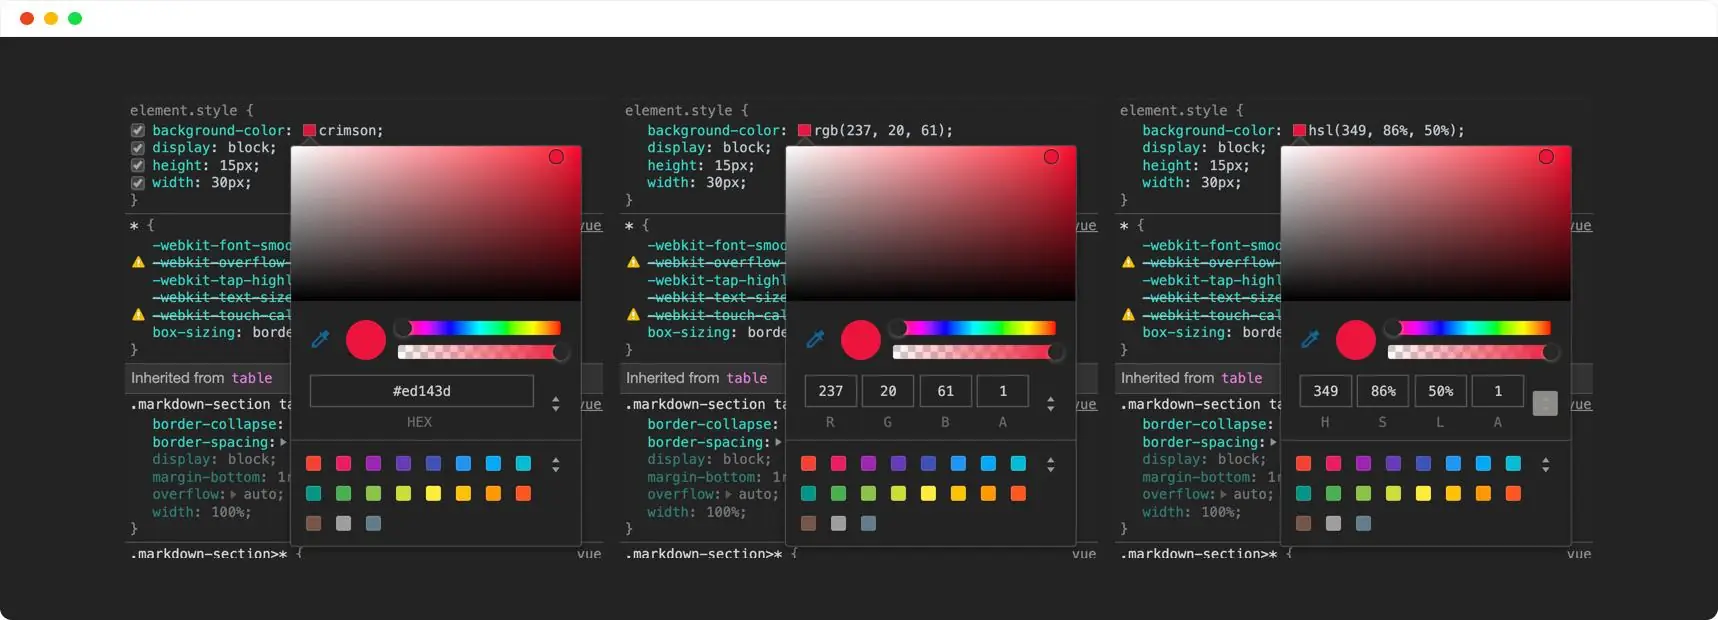 element.style {
background-color: crimson;
display: block;
height: 15px;
width: 30px;
}
* {
vue
-webkit-font-smoo
-webkit-overflow-
-webkit-tap-highl
-webkit-text-size
-webkit-touch-cal
box-sizing: borde
}
#ed143d
HEX
Inherited from table
.markdown-section ta
vue
border-collapse:
border-spacing:
display: block;
margin-bottom: 1r
overflow: auto;
width: 100%;
}
.markdown-section>* {
vue
element.style {
background-color: rgb(237, 20, 61);
display: block;
height: 15px;
width: 30px;
}
* {
vue
-webkit-font-smoo
-webkit-overflow-
-webkit-tap-highl
-webkit-text-size
-webkit-touch-cal
box-sizing: borde
}
237 20 61 1
R G B A
Inherited from table
.markdown-section ta
vue
border-collapse:
border-spacing:
display: block;
margin-bottom: 1r
overflow: auto;
width: 100%;
}
.markdown-section>* {
vue
element.style {
background-color: hsl(349, 86%, 50%);
display: block;
height: 15px;
width: 30px;
}
* {
vue
-webkit-font-smoo
-webkit-overflow-
-webkit-tap-highl
-webkit-text-size
-webkit-touch-cal
box-sizing: borde
}
349 86% 50% 1
H S L A
Inherited from table
.markdown-section ta
vue
border-collapse:
border-spacing:
display: block;
margin-bottom: 1r
overflow: auto;
width: 100%;
}
.markdown-section>* {
vue